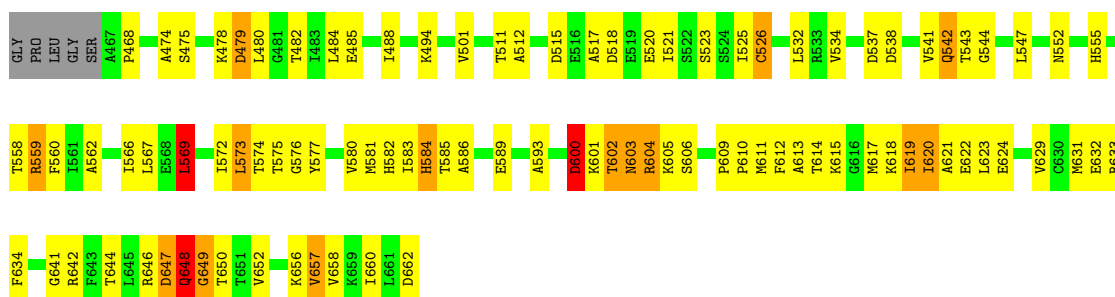 GLY PRO LEU GLY SER A467 P468 A474 S475 K478 D479 L480 G481 T482 I483 L484 E485 I488 K494 V501 T511 A512 D515 E516 A517 D518 E519 E520 I521 S522 S523 S524 I525 C526 L532 R533 V534 D537 D538 V541 Q542 T543 G544 L547 N552 H555
T558 R559 F560 I561 A562 I566 L567 E568 L569 I572 L573 T574 T575 G576 Y577 V580 M581 H582 I583 H584 T585 A586 E589 A593 D600 K601 T602 N603 R604 K605 S606 P609 P610 M611 F612 A613 T614 K615 G616 M617 K618 I619 I620 A621 E622 L623 E624 V629 C630 M631 E632
F634 G641 R642 F643 T644 L645 R646 D647 Q648 G649 T650 T651 V652 K656 V657 V658 K659 I660 L661 D662